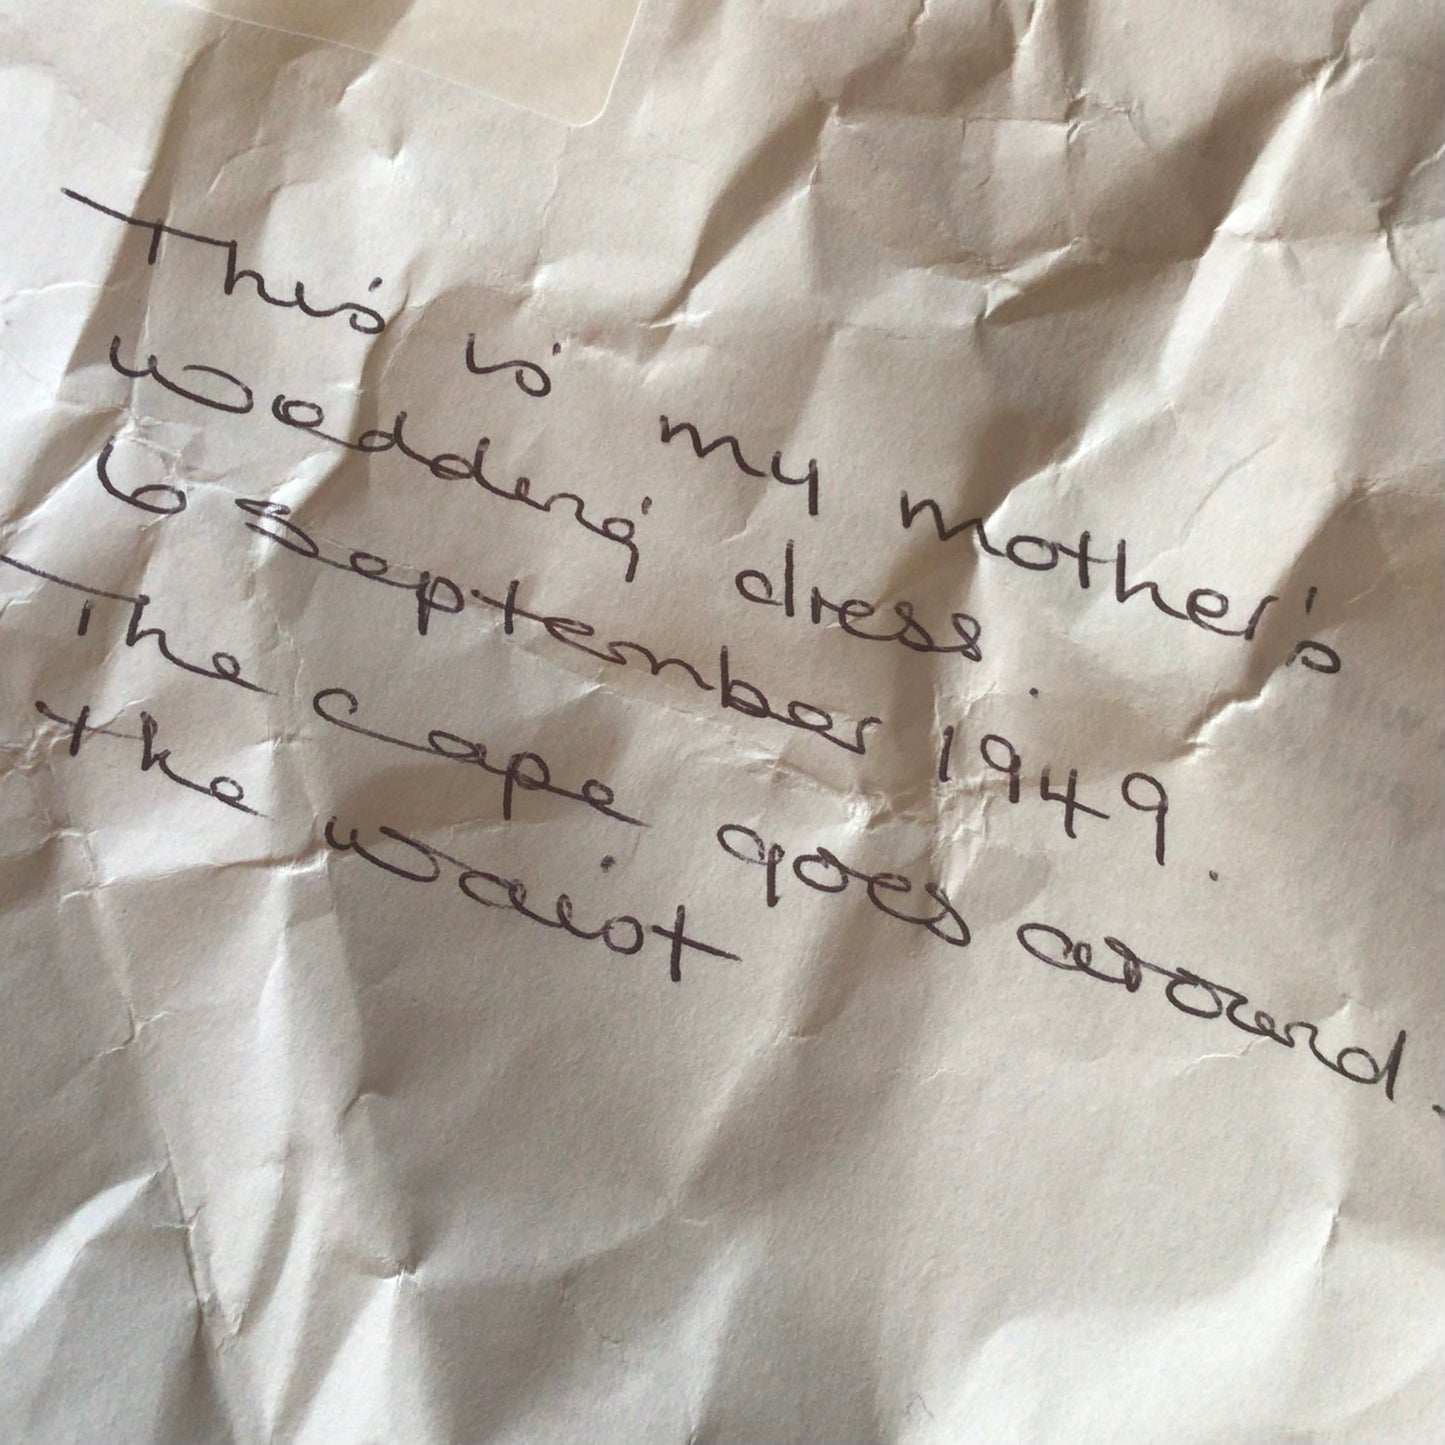 This is my mother's
wedding dress.
6 September 1949.
The cape goes around.
the waist